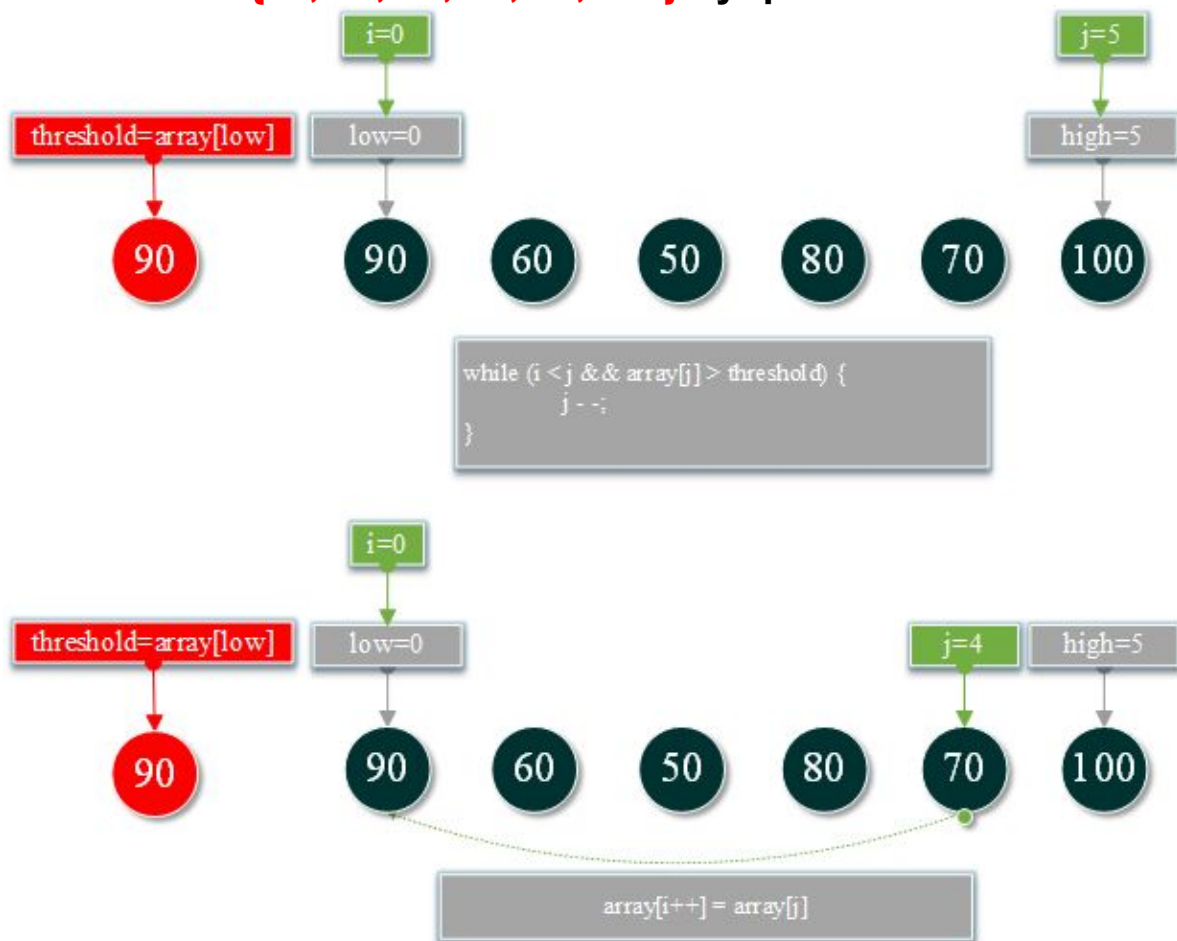 i=0 j=5
threshold=array[low] low=0 high=5
90 90 60 50 80 70 100
while (i < j && array[j] > threshold) {
j - -;
}
i=0
threshold=array[low] low=0 j=4 high=5
90 90 60 50 80 70 100
array[i++] = array[j]